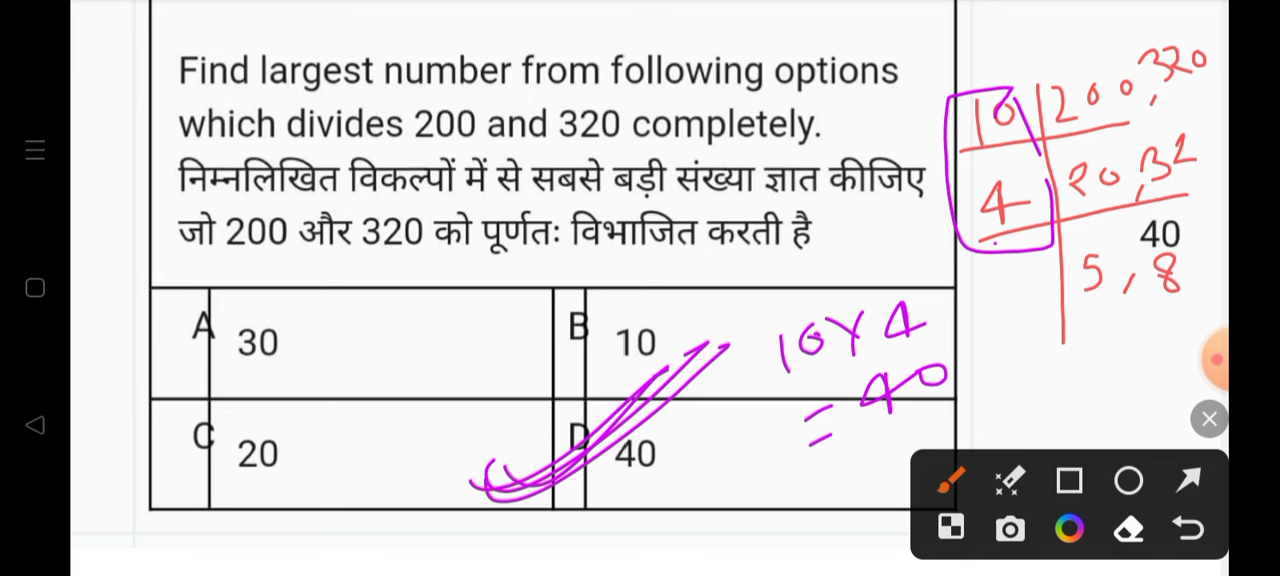 Find largest number from following options
which divides 200 and 320 completely.
निम्नलिखित विकल्पों में से सबसे बड़ी संख्या ज्ञात कीजिए
जो 200 और 320 को पूर्णतः विभाजित करती है
A 30
B 10
C 20
D 40
10 | 200, 320
4 | 20, 32
40
5, 8
10 × 4
= 40